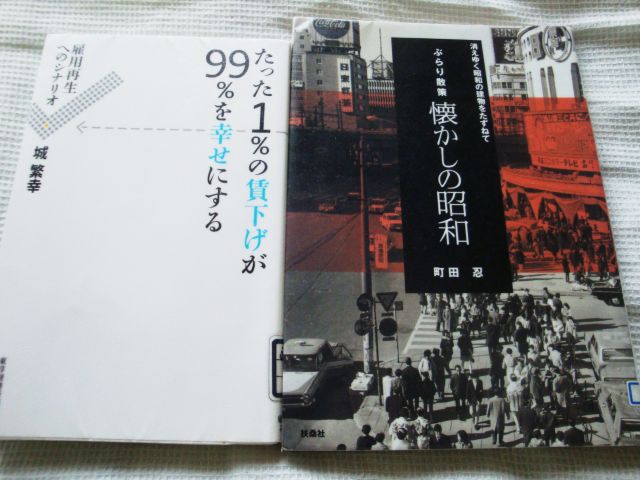 たった1%の賃下げが
99%を幸せにする
雇用再生
へのシナリオ
城 繁幸
消えゆく昭和の建物をたずねて
ぶらり散策
懐かしの昭和
町田 忍
扶桑社